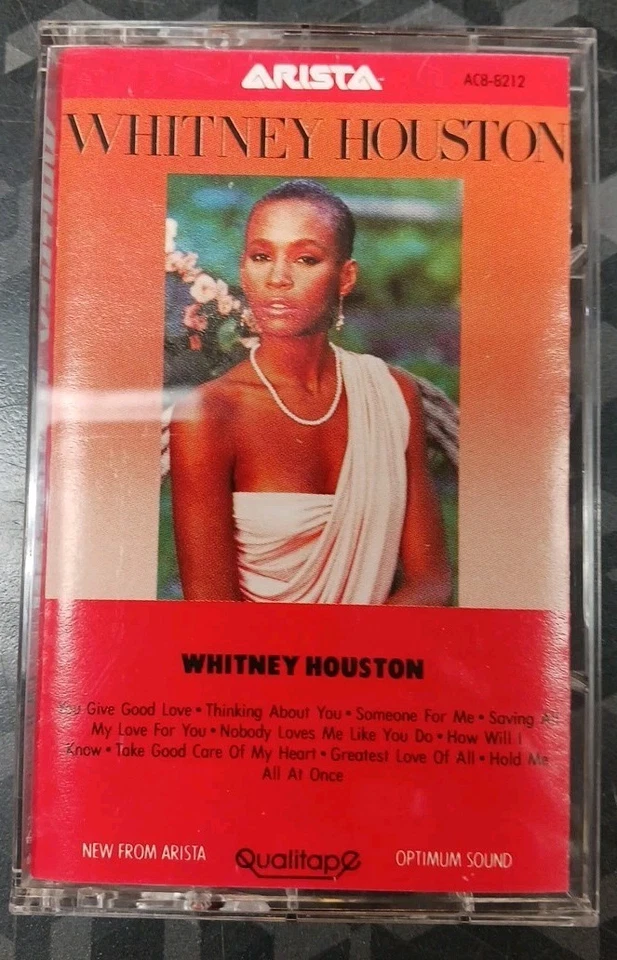 ARISTA
AC8-8212
WHITNEY HOUSTON
WHITNEY HOUSTON
You Give Good Love • Thinking About You • Someone For Me • Saving All
My Love For You • Nobody Loves Me Like You Do • How Will I
Know • Take Good Care Of My Heart • Greatest Love Of All • Hold Me
All At Once
NEW FROM ARISTA
Qualitape
OPTIMUM SOUND